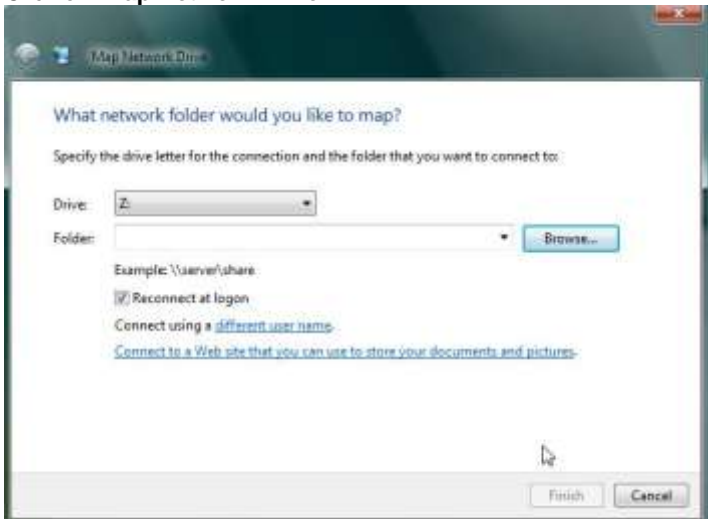 Map Network Drive
What network folder would you like to map?
Specify the drive letter for the connection and the folder that you want to connect to:
Drive: Z:
Folder: Browse...
Example: \\server\share
Reconnect at logon
Connect using a different user name.
Connect to a Web site that you can use to store your documents and pictures.
Finish Cancel